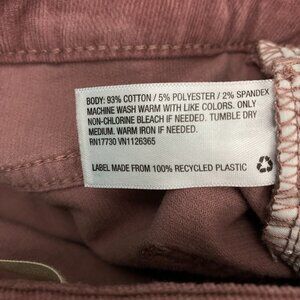 BODY: 93% COTTON / 5% POLYESTER / 2% SPANDEX
MACHINE WASH WARM WITH LIKE COLORS. ONLY
NON-CHLORINE BLEACH IF NEEDED. TUMBLE DRY
MEDIUM. WARM IRON IF NEEDED.
RN17730 VN1126365
LABEL MADE FROM 100% RECYCLED PLASTIC